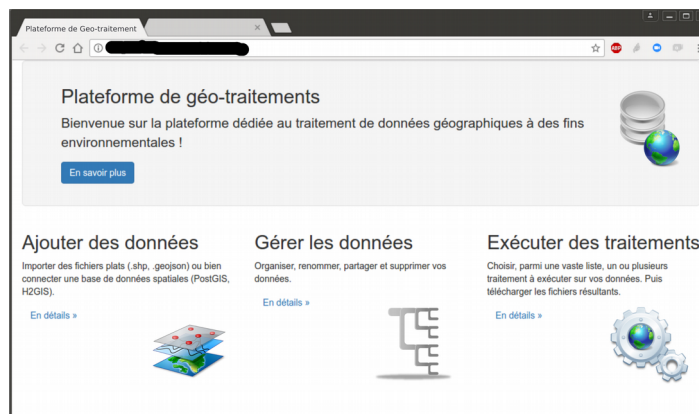 Plateforme de Geo-traitement
ABP
Plateforme de géo-traitements
Bienvenue sur la plateforme dédiée au traitement de données géographiques à des fins
environnementales !
En savoir plus
Ajouter des données
Importer des fichiers plats (.shp, .geojson) ou bien
connecter une base de données spatiales (PostGIS,
H2GIS).
En détails »
Gérer les données
Organiser, renommer, partager et supprimer vos
données.
En détails »
Exécuter des traitements
Choisir, parmi une vaste liste, un ou plusieurs
traitement à exécuter sur vos données. Puis
télécharger les fichiers résultants.
En détails »